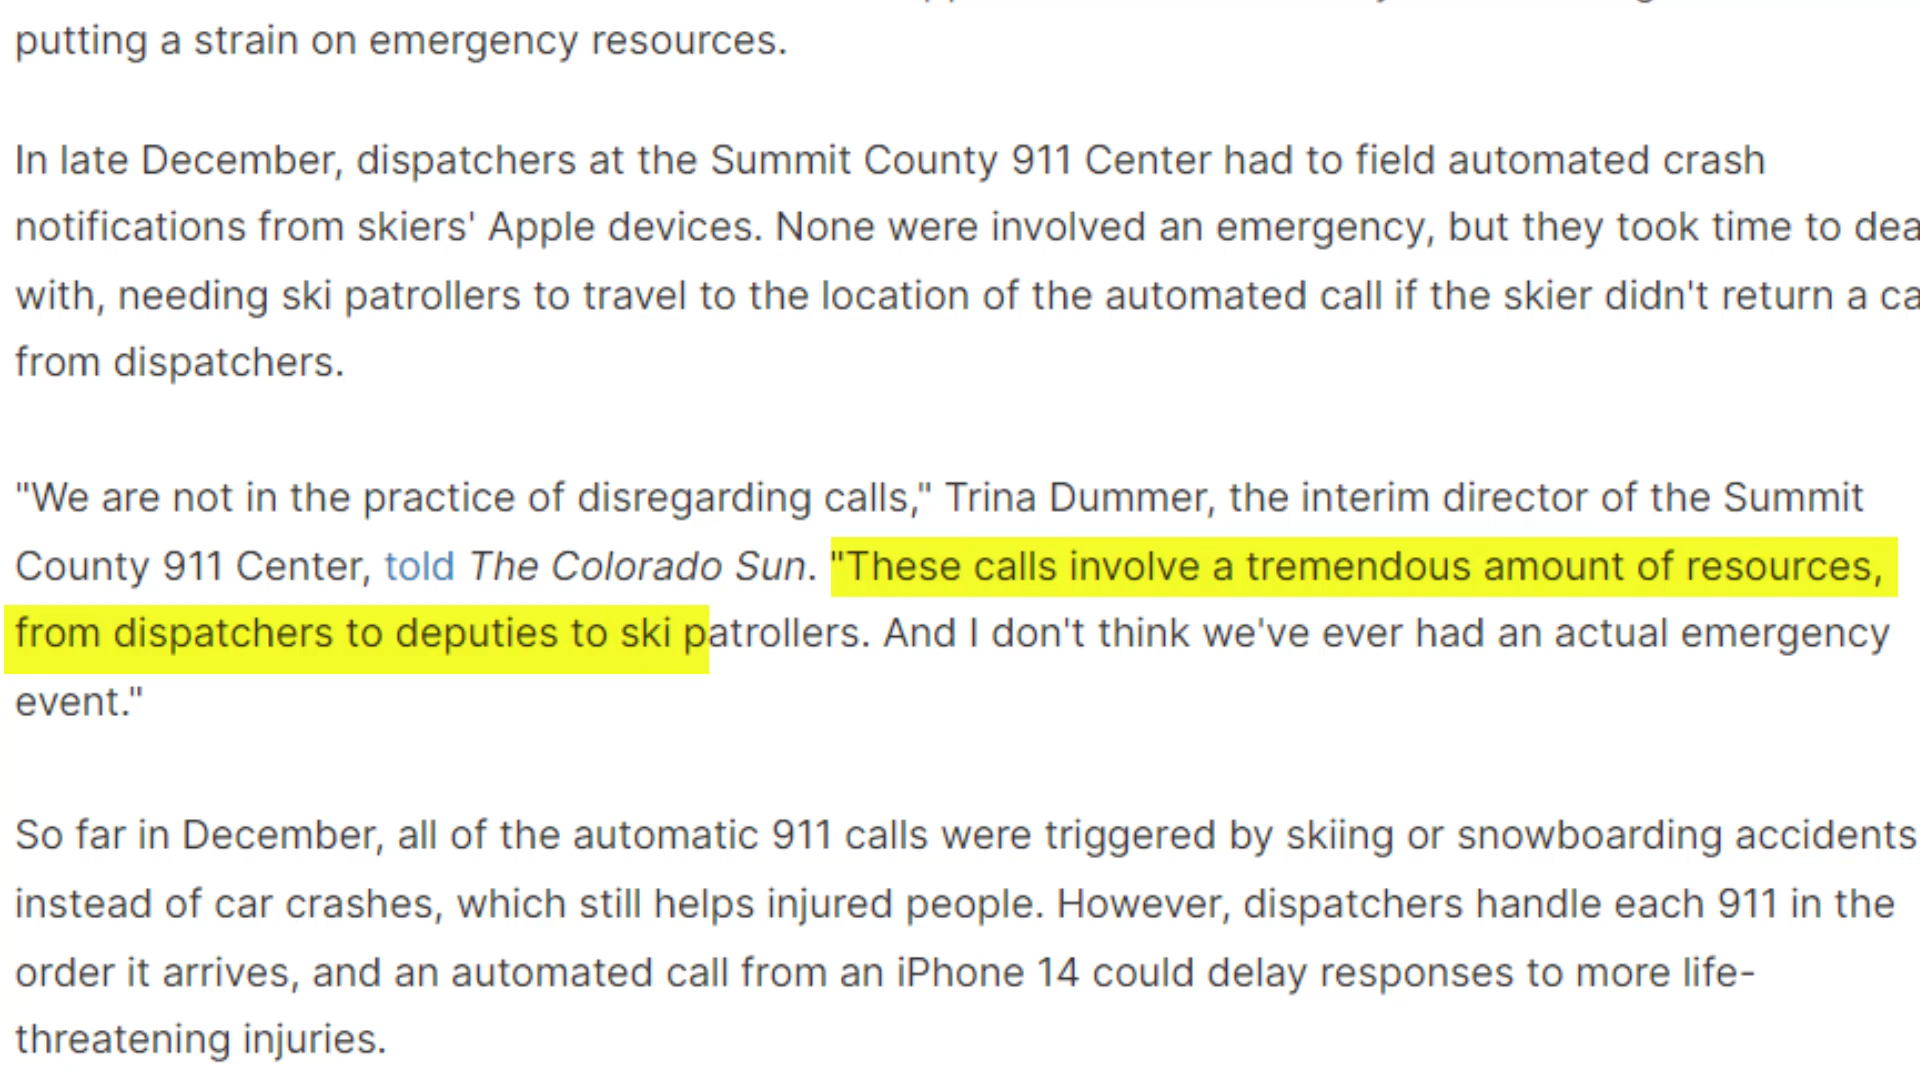 putting a strain on emergency resources.
In late December, dispatchers at the Summit County 911 Center had to field automated crash
notifications from skiers' Apple devices. None were involved an emergency, but they took time to dea
with, needing ski patrollers to travel to the location of the automated call if the skier didn't return a ca
from dispatchers.
"We are not in the practice of disregarding calls," Trina Dummer, the interim director of the Summit
County 911 Center, told The Colorado Sun. "These calls involve a tremendous amount of resources,
from dispatchers to deputies to ski patrollers. And I don't think we've ever had an actual emergency
event."
So far in December, all of the automatic 911 calls were triggered by skiing or snowboarding accidents
instead of car crashes, which still helps injured people. However, dispatchers handle each 911 in the
order it arrives, and an automated call from an iPhone 14 could delay responses to more life-
threatening injuries.